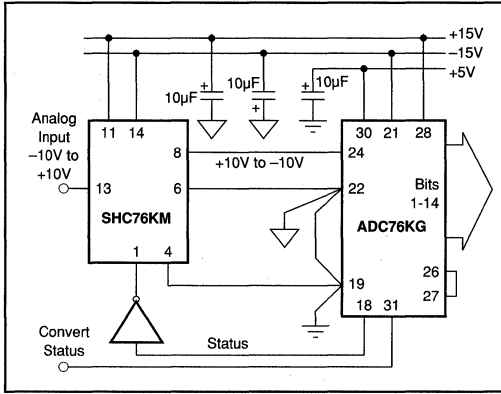 +15V
–15V
+5V
10µF
10µF
10µF
Analog
Input
–10V to
+10V
11 14
30 21 28
8
+10V to –10V
24
13
6
22
Bits
1-14
SHC76KM
ADC76KG
1 4
19
26
27
18 31
Convert
Status
Status